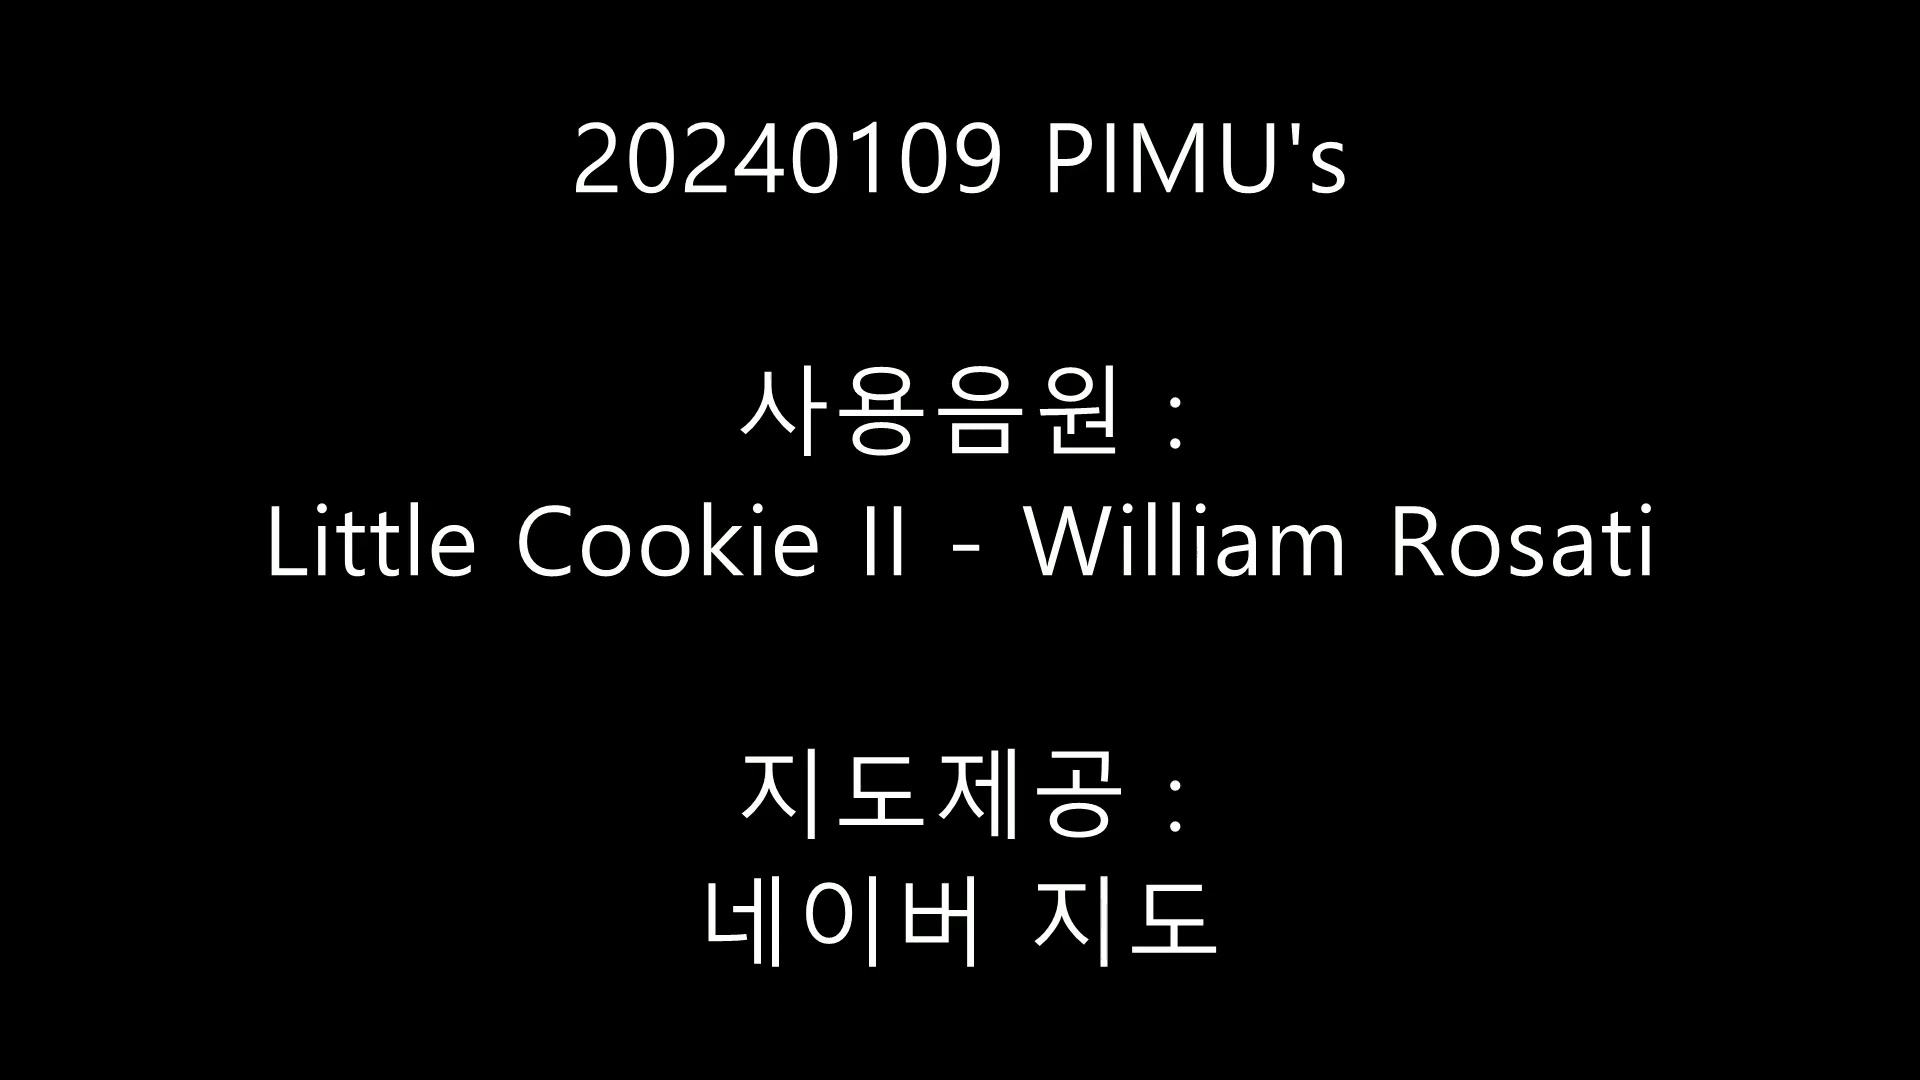 20240109 PIMU's
사용음원 :
Little Cookie II - William Rosati
지도제공 :
네이버 지도